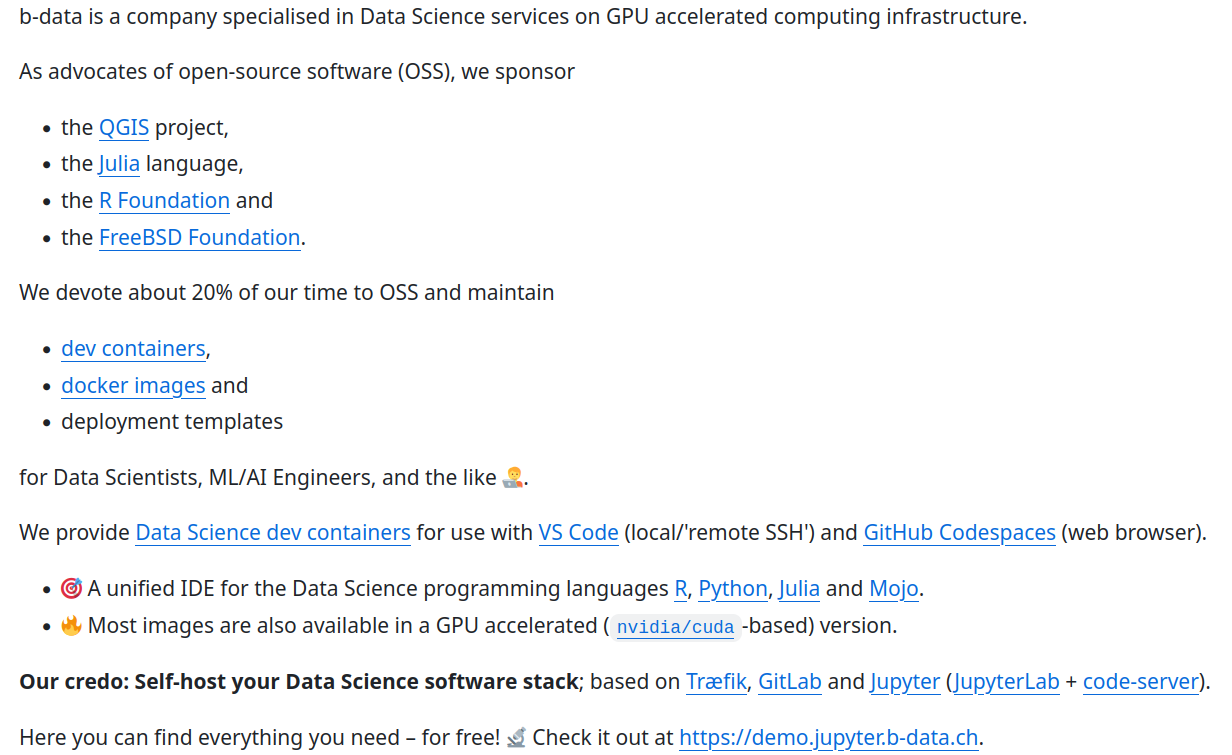 b-data is a company specialised in Data Science services on GPU accelerated computing infrastructure.
As advocates of open-source software (OSS), we sponsor
• the QGIS project,
• the Julia language,
• the R Foundation and
• the FreeBSD Foundation.
We devote about 20% of our time to OSS and maintain
• dev containers,
• docker images and
• deployment templates
for Data Scientists, ML/AI Engineers, and the like 🧑‍💻.
We provide Data Science dev containers for use with VS Code (local/'remote SSH') and GitHub Codespaces (web browser).
• 🎯 A unified IDE for the Data Science programming languages R, Python, Julia and Mojo.
• 🔥 Most images are also available in a GPU accelerated (nvidia/cuda-based) version.
Our credo: Self-host your Data Science software stack; based on Træfik, GitLab and Jupyter (JupyterLab + code-server).
Here you can find everything you need – for free! 🔬 Check it out at https://demo.jupyter.b-data.ch.